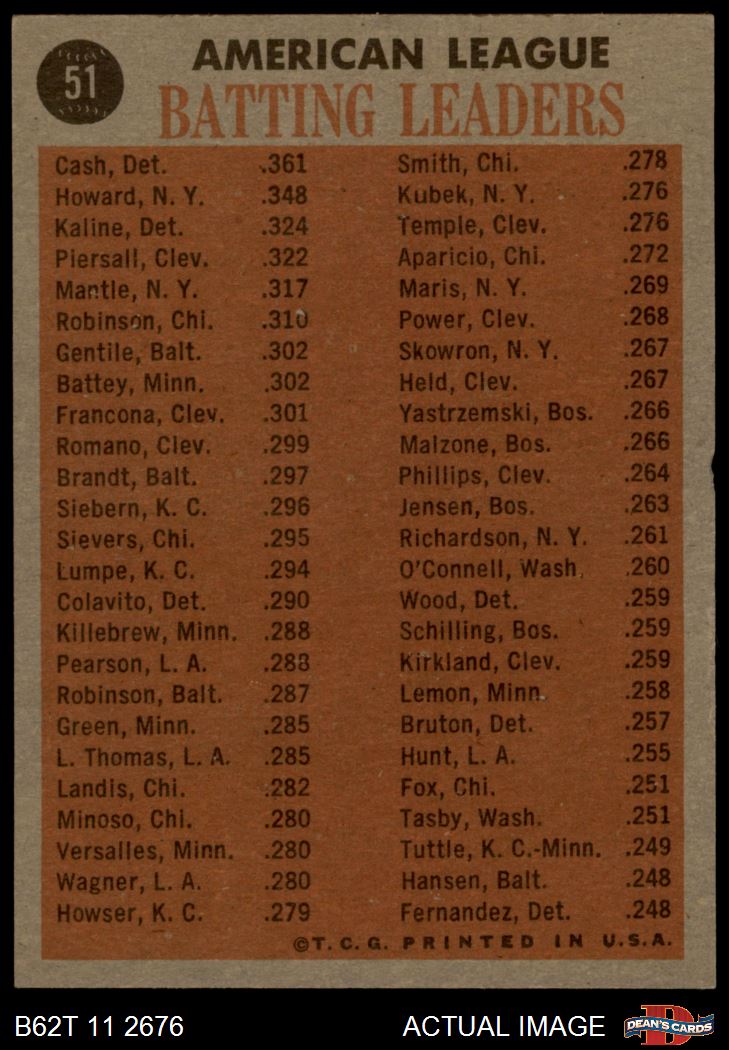 51
AMERICAN LEAGUE
BATTING LEADERS
Cash, Det. .361
Howard, N. Y. .348
Kaline, Det. .324
Piersall, Clev. .322
Mantle, N. Y. .317
Robinson, Chi. .310
Gentile, Balt. .302
Battey, Minn. .302
Francona, Clev. .301
Romano, Clev. .299
Brandt, Balt. .297
Siebern, K. C. .296
Sievers, Chi. .295
Lumpe, K. C. .294
Colavito, Det. .290
Killebrew, Minn. .288
Pearson, L. A. .288
Robinson, Balt. .287
Green, Minn. .285
L. Thomas, L. A. .285
Landis, Chi. .282
Minoso, Chi. .280
Versalles, Minn. .280
Wagner, L. A. .280
Howser, K. C. .279
Smith, Chi. .278
Kubek, N. Y. .276
Temple, Clev. .276
Aparicio, Chi. .272
Maris, N. Y. .269
Power, Clev. .268
Skowron, N. Y. .267
Held, Clev. .267
Yastrzemski, Bos. .266
Malzone, Bos. .266
Phillips, Clev. .264
Jensen, Bos. .263
Richardson, N. Y. .261
O'Connell, Wash. .260
Wood, Det. .259
Schilling, Bos. .259
Kirkland, Clev. .259
Lemon, Minn. .258
Bruton, Det. .257
Hunt, L. A. .255
Fox, Chi. .251
Tasby, Wash. .251
Tuttle, K. C.-Minn. .249
Hansen, Balt. .248
Fernandez, Det. .248
©T. C. G. PRINTED IN U.S.A.
B62T 11 2676
ACTUAL IMAGE
D
DEAN'S CARDS